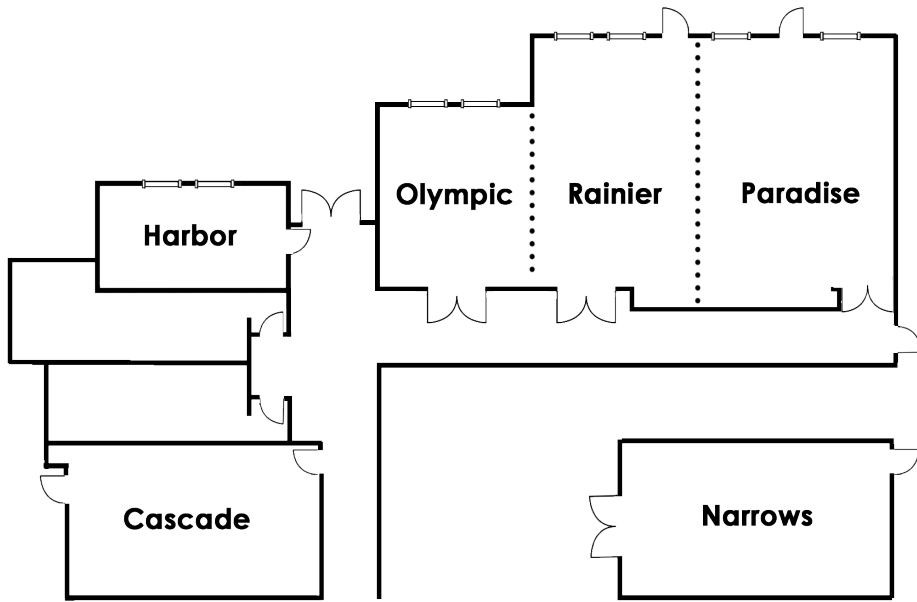 Olympic
Rainier
Paradise
Harbor
Cascade
Narrows